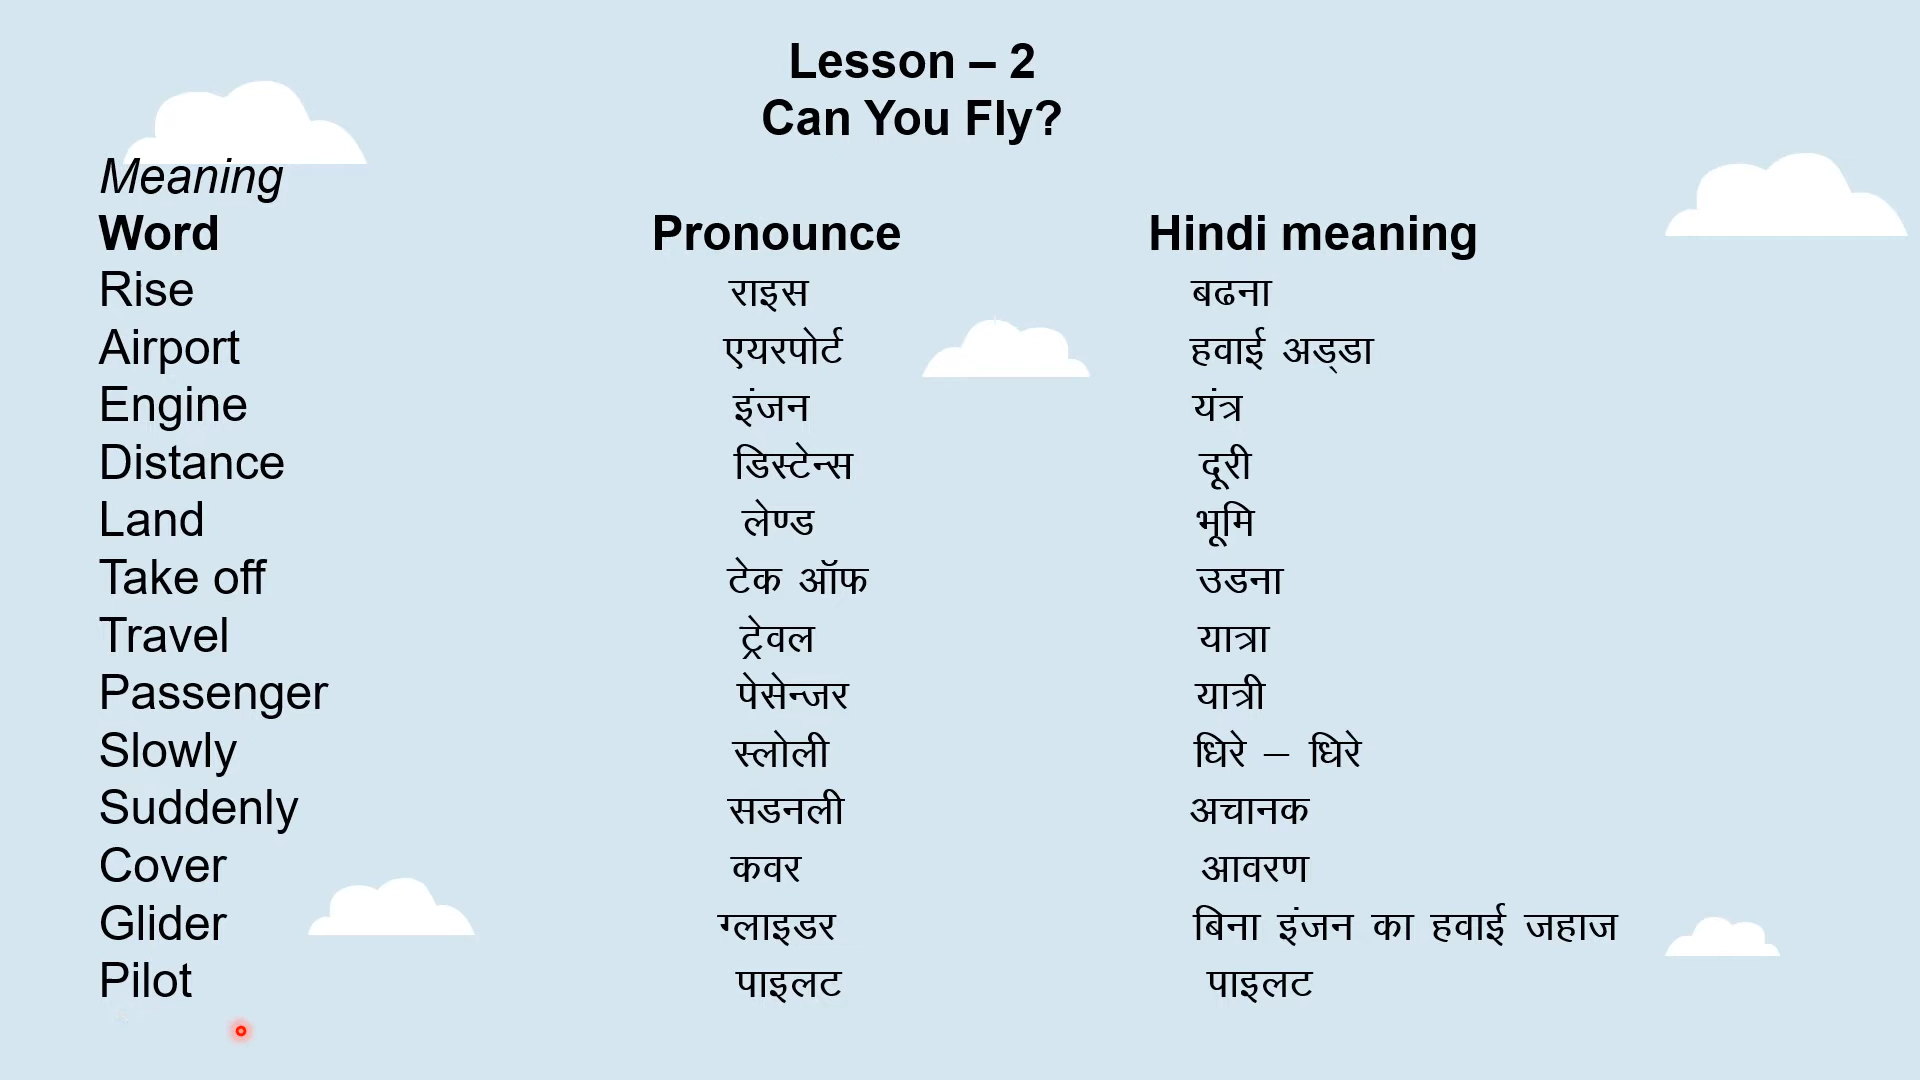 Lesson – 2
Can You Fly?
Meaning
Word Pronounce Hindi meaning
Rise राइस बढना
Airport एयरपोर्ट हवाई अड्डा
Engine इंजन यंत्र
Distance डिस्टेन्स दूरी
Land लेण्ड भूमि
Take off टेक ऑफ उडना
Travel ट्रेवल यात्रा
Passenger पेसेन्जर यात्री
Slowly स्लोली धिरे – धिरे
Suddenly सडनली अचानक
Cover कवर आवरण
Glider ग्लाइडर बिना इंजन का हवाई जहाज
Pilot पाइलट पाइलट